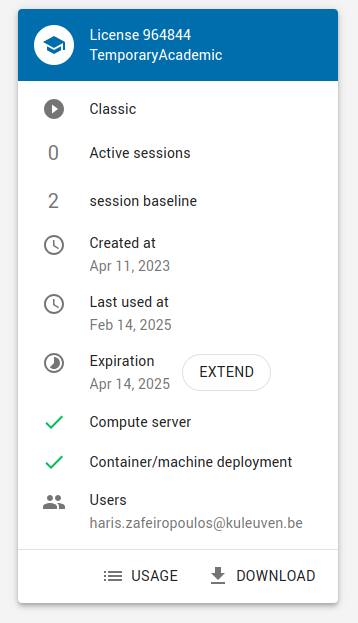 License 964844
TemporaryAcademic
Classic
0 Active sessions
2 session baseline
Created at
Apr 11, 2023
Last used at
Feb 14, 2025
Expiration
Apr 14, 2025
EXTEND
Compute server
Container/machine deployment
Users
haris.zafeiropoulos@kuleuven.be
USAGE DOWNLOAD